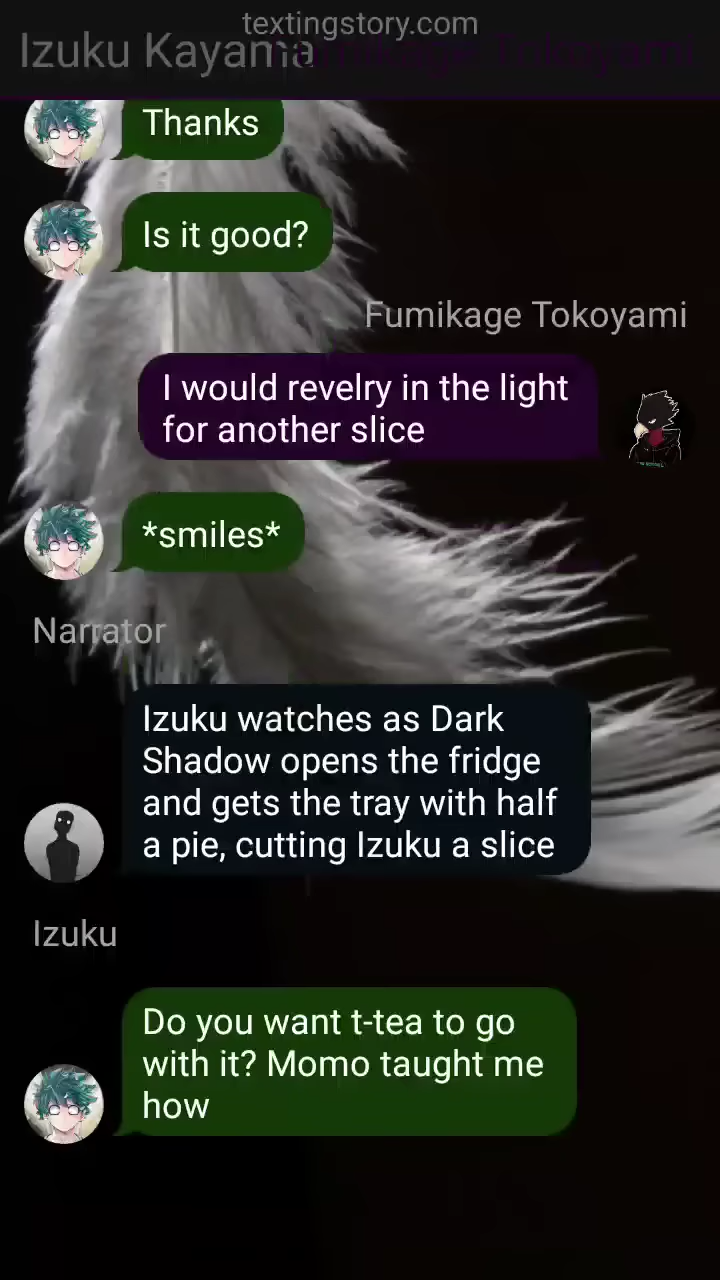 textingstory.com
Izuku Kayama
Fumikage Tokoyami
Thanks
Is it good?
Fumikage Tokoyami
I would revelry in the light
for another slice
*smiles*
Narrator
Izuku watches as Dark
Shadow opens the fridge
and gets the tray with half
a pie, cutting Izuku a slice
Izuku
Do you want t-tea to go
with it? Momo taught me
how